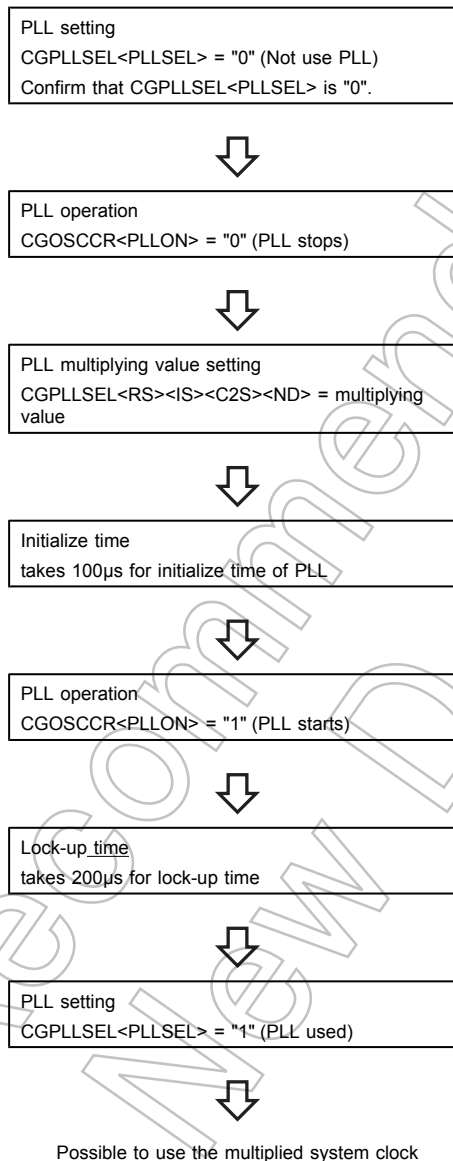 PLL setting
CGPLLSEL<PLLSEL> = "0" (Not use PLL)
Confirm that CGPLLSEL<PLLSEL> is "0".
PLL operation
CGOSCCR<PLLON> = "0" (PLL stops)
PLL multiplying value setting
CGPLLSEL<RS><IS><C2S><ND> = multiplying
value
Initialize time
takes 100µs for initialize time of PLL
PLL operation
CGOSCCR<PLLON> = "1" (PLL starts)
Lock-up time
takes 200µs for lock-up time
PLL setting
CGPLLSEL<PLLSEL> = "1" (PLL used)
Possible to use the multiplied system clock